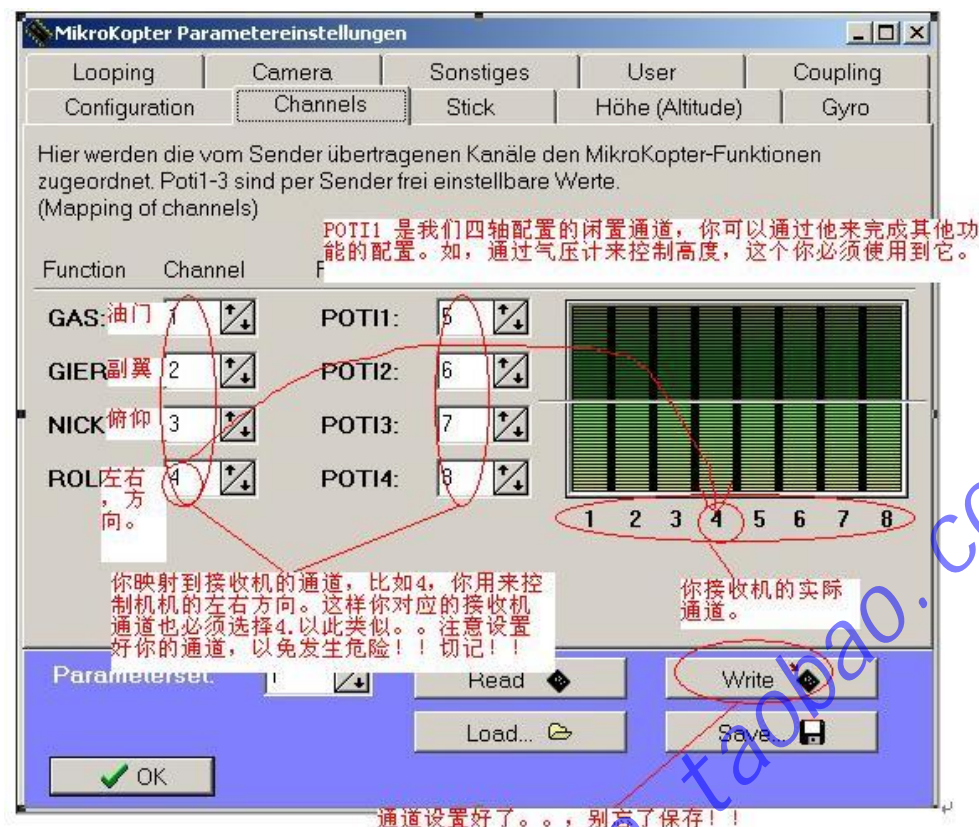 MikroKopter Parametereinstellungen
Looping Camera Sonstiges User Coupling
Configuration Channels Stick Höhe (Altitude) Gyro
Hier werden die vom Sender übertragenen Kanäle den MikroKopter-Funktionen
zugeordnet. Poti1-3 sind per Sender frei einstellbare Werte.
(Mapping of channels)
POTI1 是我们四轴配置的闲置通道，你可以通过他来完成其他功
能的配置。如，通过气压计来控制高度，这个你必须使用到它。
Function Channel
GAS: 油门 1 POTI1: 5
GIER 副翼 2 POTI2: 6
NICK 俯仰 3 POTI3: 7
ROLL 左右 4 POTI4: 8
，方
向。
1 2 3 4 5 6 7 8
你映射到接收机的通道，比如4，你用来控
制机机的左右方向。这样你对应的接收机
通道也必须选择4.以此类似。。注意设置
好你的通道，以免发生危险！！切记！！
你接收机的实际
通道。
Parameterset: Read Write
Load... Save...
OK
通道设置好了。。，别忘了保存！！
taobao.co